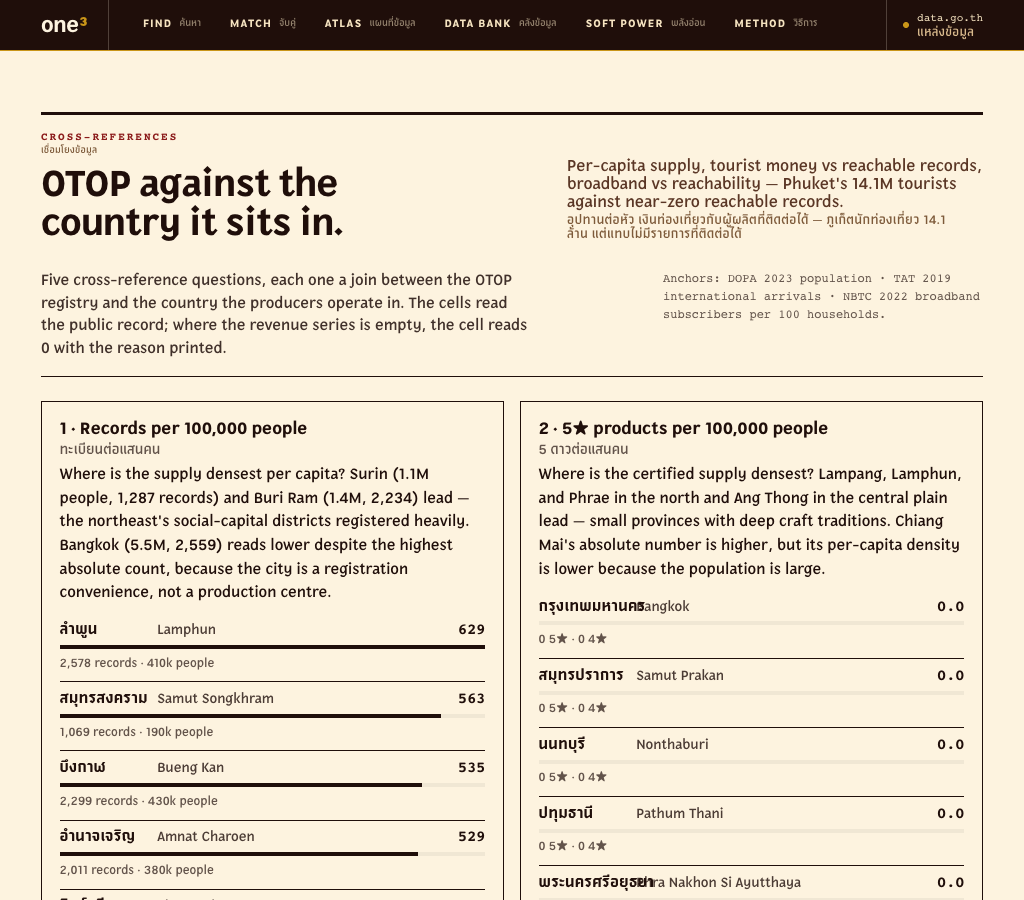 one³
FIND ค้นหา
MATCH จับคู่
ATLAS แผนที่ข้อมูล
DATA BANK คลังข้อมูล
SOFT POWER พลังอ่อน
METHOD วิธีการ
data.go.th
แหล่งข้อมูล
CROSS-REFERENCES
เชื่อมโยงข้อมูล
OTOP against the
country it sits in.
Per-capita supply, tourist money vs reachable records,
broadband vs reachability — Phuket's 14.1M tourists
against near-zero reachable records.
อุปทานต่อหัว เงินท่องเที่ยวกับผู้ผลิตที่ติดต่อได้ — ภูเก็ตนักท่องเที่ยว 14.1
ล้าน แต่แทบไม่มีรายการที่ติดต่อได้
Five cross-reference questions, each one a join between the OTOP
registry and the country the producers operate in. The cells read
the public record; where the revenue series is empty, the cell reads
0 with the reason printed.
Anchors: DOPA 2023 population · TAT 2019
international arrivals · NBTC 2022 broadband
subscribers per 100 households.
1 · Records per 100,000 people
ทะเบียนต่อแสนคน
Where is the supply densest per capita? Surin (1.1M
people, 1,287 records) and Buri Ram (1.4M, 2,234) lead —
the northeast's social-capital districts registered heavily.
Bangkok (5.5M, 2,559) reads lower despite the highest
absolute count, because the city is a registration
convenience, not a production centre.
ลำพูน Lamphun 629
2,578 records · 410k people
สมุทรสงคราม Samut Songkhram 563
1,069 records · 190k people
บึงกาฬ Bueng Kan 535
2,299 records · 430k people
อำนาจเจริญ Amnat Charoen 529
2,011 records · 380k people
2 · 5★ products per 100,000 people
5 ดาวต่อแสนคน
Where is the certified supply densest? Lampang, Lamphun,
and Phrae in the north and Ang Thong in the central plain
lead — small provinces with deep craft traditions. Chiang
Mai's absolute number is higher, but its per-capita density
is lower because the population is large.
กรุงเทพมหานคร Bangkok 0.0
0 5★ · 0 4★
สมุทรปราการ Samut Prakan 0.0
0 5★ · 0 4★
นนทบุรี Nonthaburi 0.0
0 5★ · 0 4★
ปทุมธานี Pathum Thani 0.0
0 5★ · 0 4★
พระนครศรีอยุธยา Phra Nakhon Si Ayutthaya 0.0